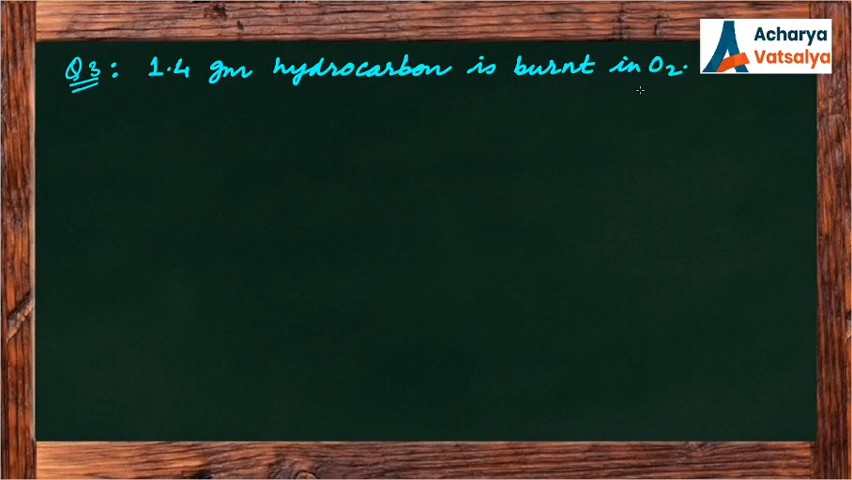 Q3: 1.4 gm hydrocarbon is burnt in O₂.
Acharya
Vatsalya